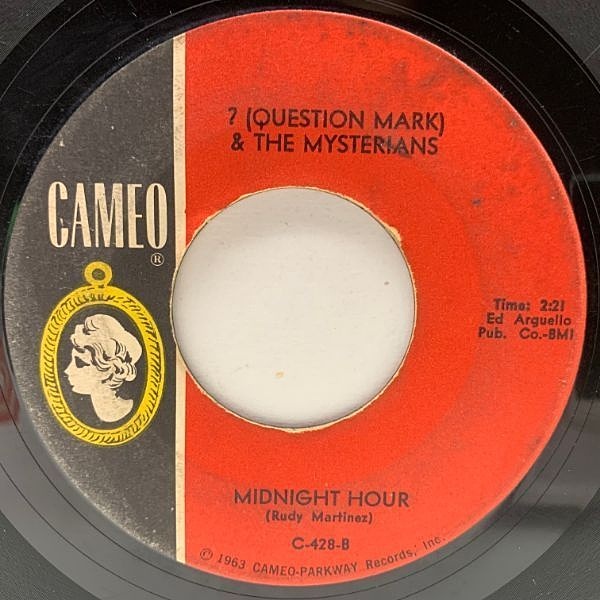 ? (QUESTION MARK)
& THE MYSTERIANS
CAMEO
®
Time: 2:21
Ed Arguello
Pub. Co.-BMI
MIDNIGHT HOUR
(Rudy Martinez)
C-428-B
© 1963 CAMEO-PARKWAY Records, Inc.